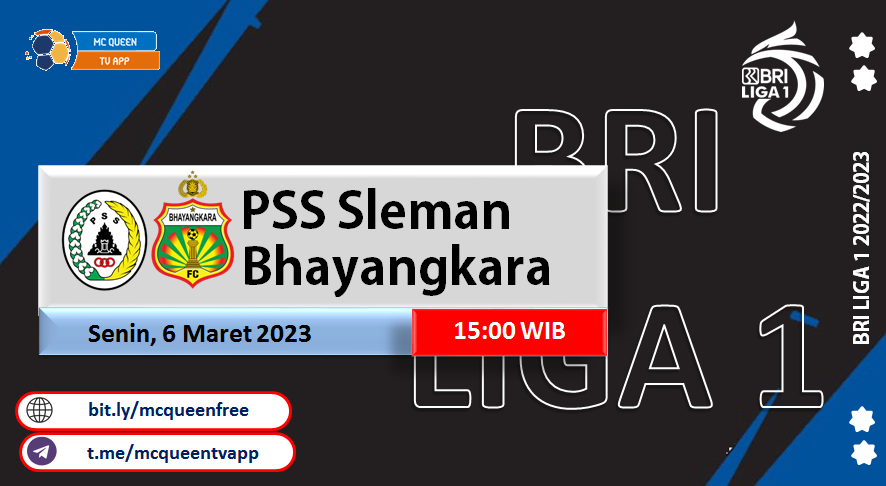 MC QUEEN
TV APP
BRI
LIGA 1
BRI
LIGA 1
BRI LIGA 1 2022/2023
PSS
BHAYANGKARA
FC
PSS Sleman
Bhayangkara
Senin, 6 Maret 2023
15:00 WIB
bit.ly/mcqueenfree
t.me/mcqueentvapp